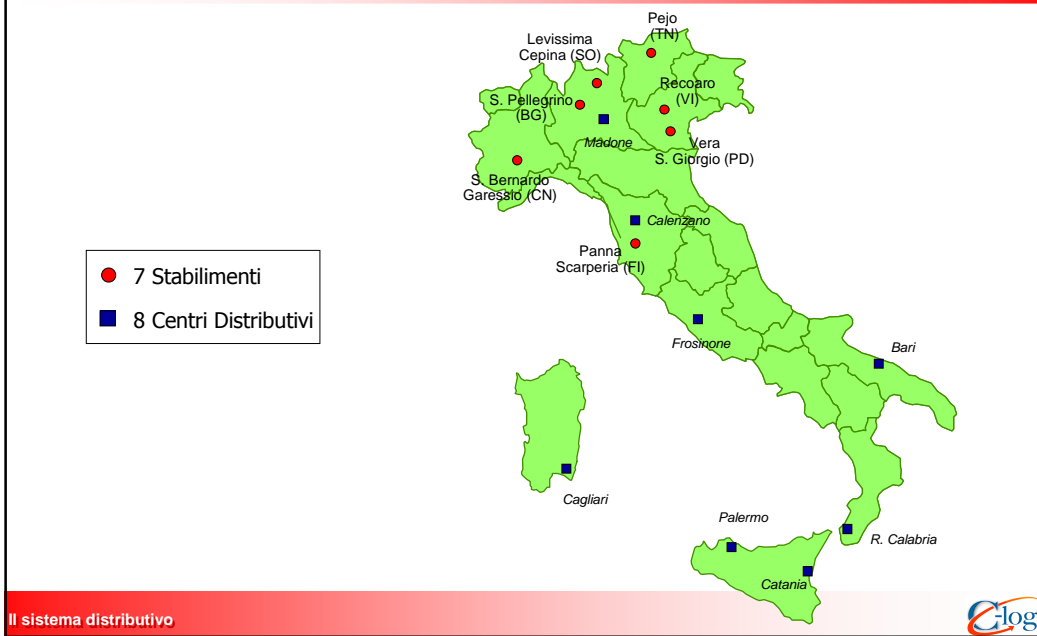 Pejo
(TN)
Levissima
Cepina (SO)
Recoaro
(VI)
S. Pellegrino
(BG)
Madone
Vera
S. Giorgio (PD)
S. Bernardo
Garessio (CN)
Calenzano
Panna
Scarperia (FI)
7 Stabilimenti
8 Centri Distributivi
Frosinone
Bari
Cagliari
Palermo
R. Calabria
Catania
Il sistema distributivo
C-log